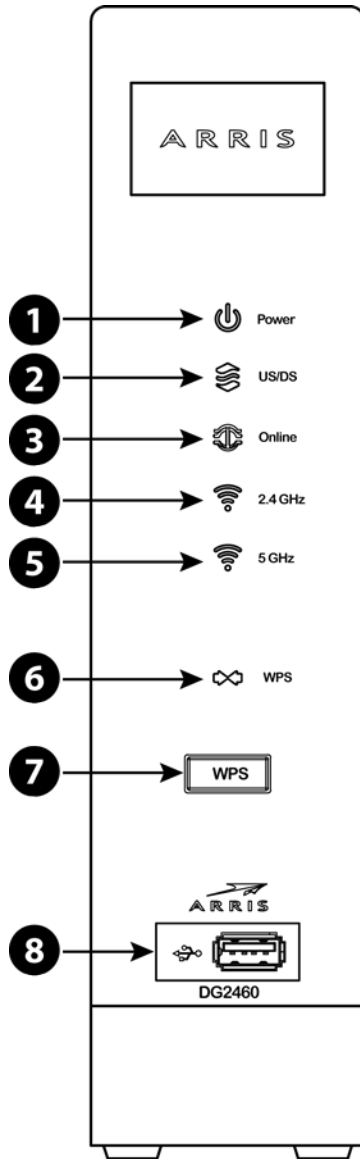 ARRIS
1 Power
2 US/DS
3 Online
4 2.4 GHz
5 5 GHz
6 WPS
7 WPS
ARRIS
8
DG2460